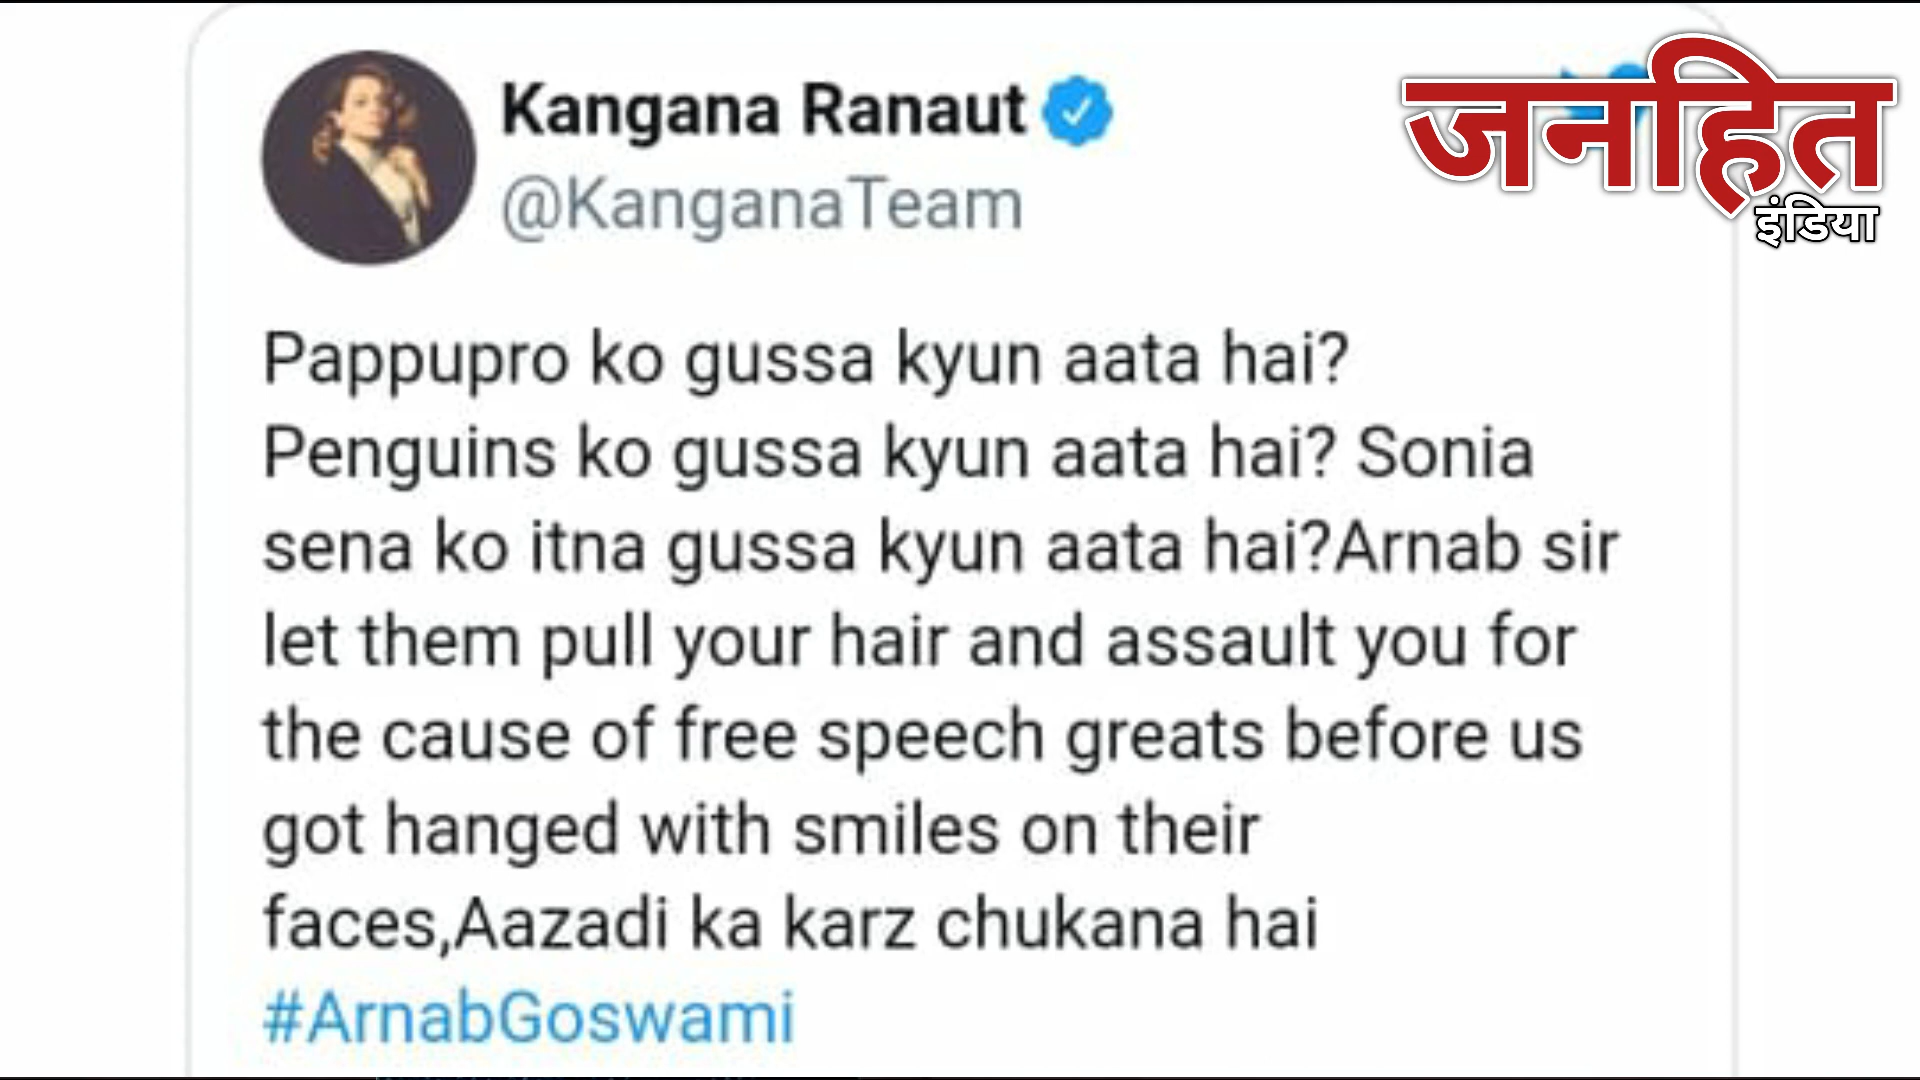 Kangana Ranaut
@KanganaTeam
जनहित
इंडिया
Pappupro ko gussa kyun aata hai?
Penguins ko gussa kyun aata hai? Sonia
sena ko itna gussa kyun aata hai?Arnab sir
let them pull your hair and assault you for
the cause of free speech greats before us
got hanged with smiles on their
faces,Aazadi ka karz chukana hai
#ArnabGoswami